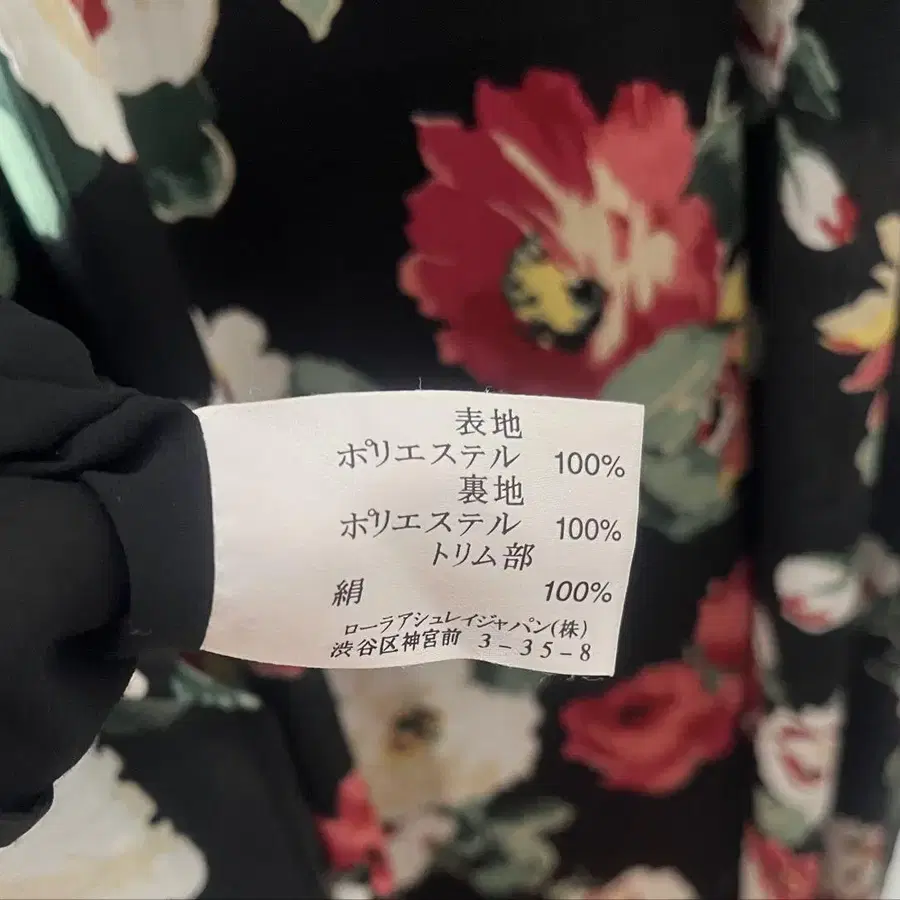 表地
ポリエステル 100%
裏地
ポリエステル 100%
トリム部
絹 100%
ローラアシュレイジャパン(株)
渋谷区神宮前 3-35-8